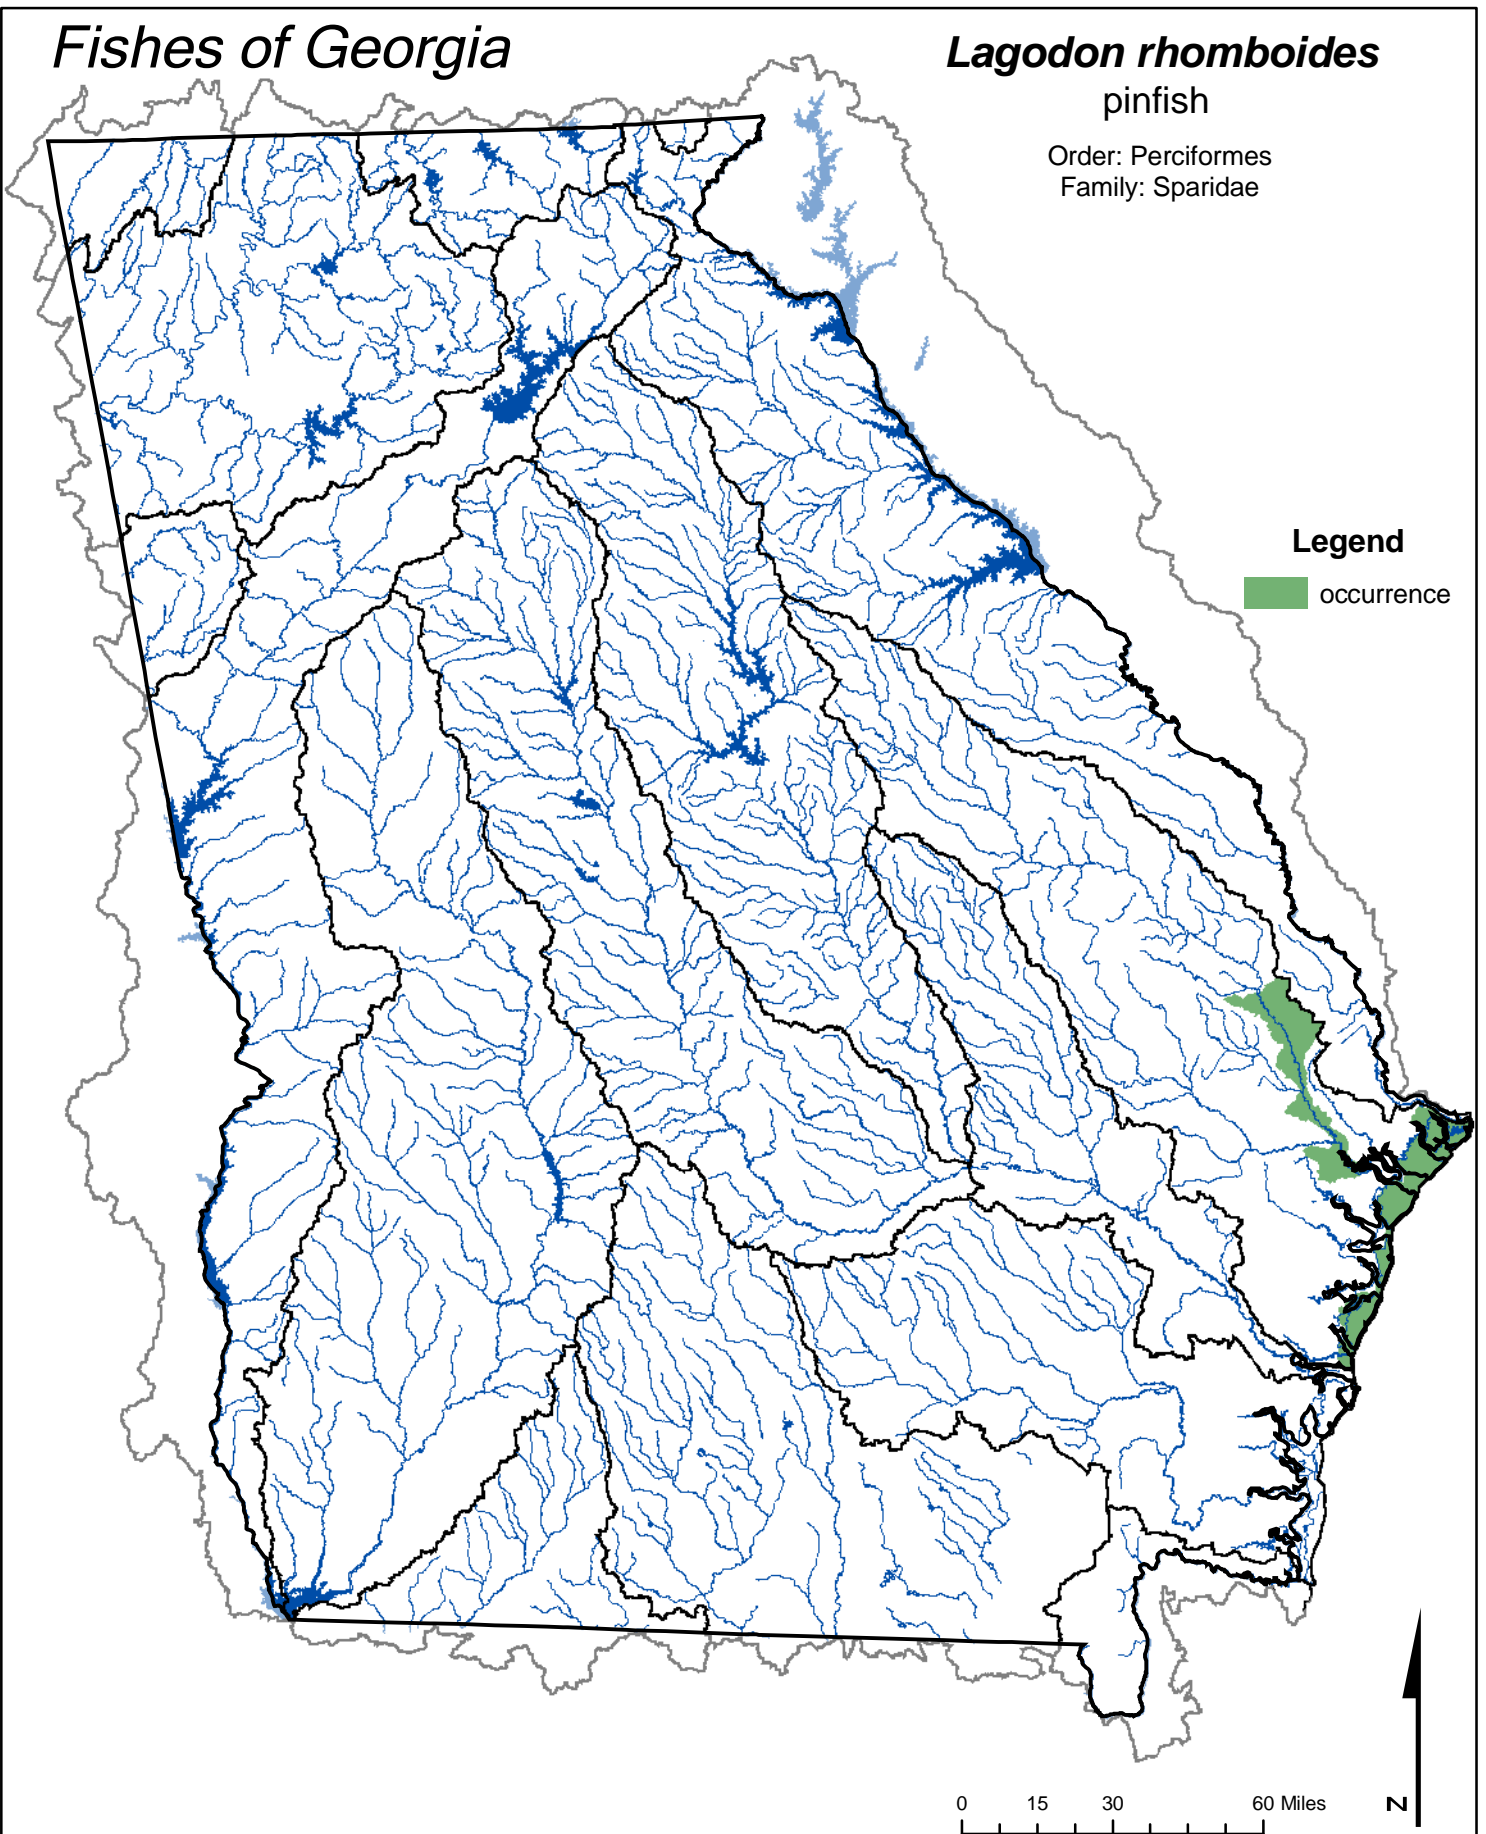 Fishes of Georgia
Lagodon rhomboides
pinfish
Order: Perciformes
Family: Sparidae
Legend
occurrence
0 15 30 60 Miles
N